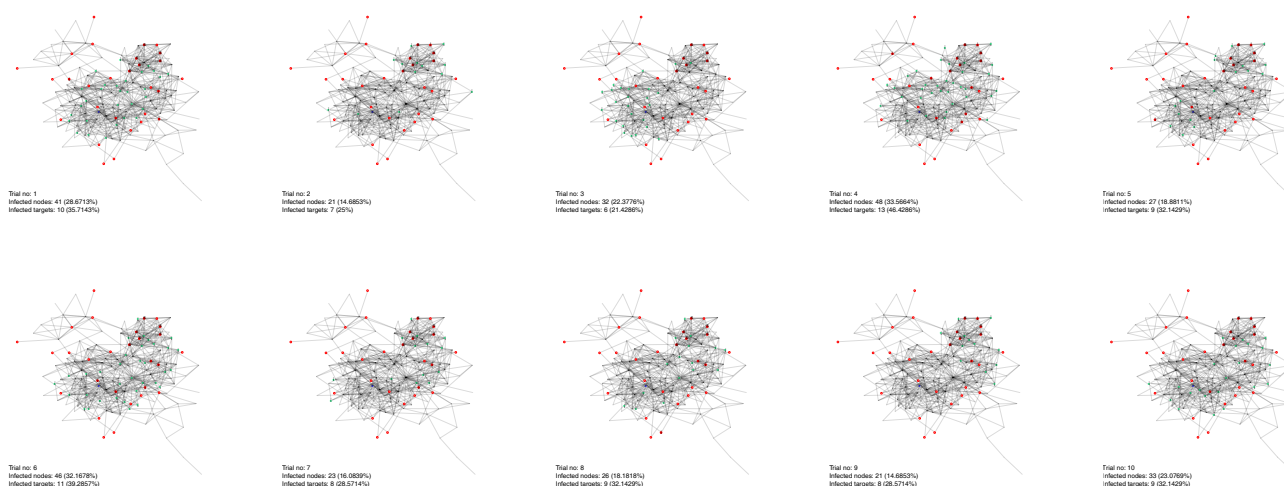 Trial no: 1
Infected nodes: 41 (28.6713%)
Infected targets: 10 (35.7143%)
Trial no: 2
Infected nodes: 21 (14.6853%)
Infected targets: 7 (25%)
Trial no: 3
Infected nodes: 32 (22.3776%)
Infected targets: 6 (21.4286%)
Trial no: 4
Infected nodes: 48 (33.5664%)
Infected targets: 13 (46.4286%)
Trial no: 5
Infected nodes: 27 (18.8811%)
Infected targets: 9 (32.1429%)
Trial no: 6
Infected nodes: 46 (32.1678%)
Infected targets: 11 (39.2857%)
Trial no: 7
Infected nodes: 23 (16.0839%)
Infected targets: 8 (28.5714%)
Trial no: 8
Infected nodes: 26 (18.1818%)
Infected targets: 9 (32.1429%)
Trial no: 9
Infected nodes: 21 (14.6853%)
Infected targets: 8 (28.5714%)
Trial no: 10
Infected nodes: 33 (23.0769%)
Infected targets: 9 (32.1429%)